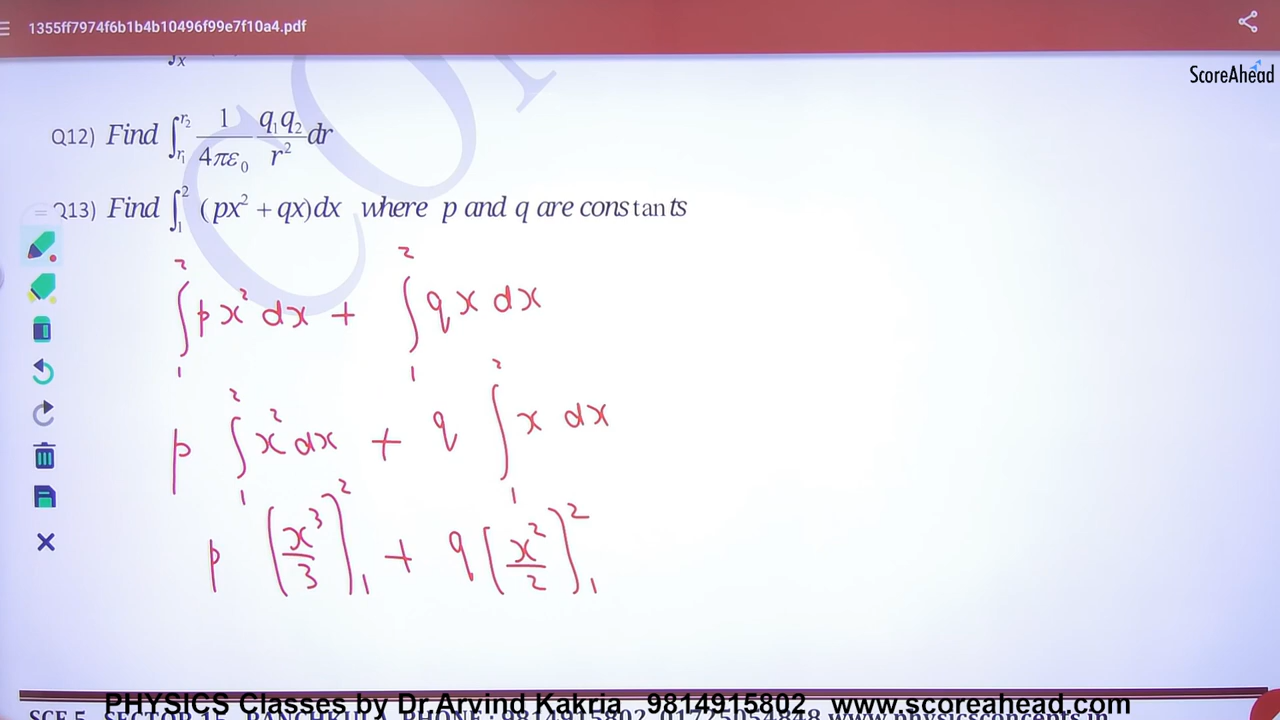 1355ff7974f6b1b4b10496f99e7f10a4.pdf
ScoreAhead
∫x
Q12) Find ∫_{r₁}^{r₂} 1/(4πε₀) q₁q₂/r² dr
Q13) Find ∫_1^2 (px² + qx)dx where p and q are constants
∫_1^2 px² dx + ∫_1^2 qx dx
p ∫_1^2 x² dx + q ∫_1^2 x dx
p (x³/3)_1^2 + q (x²/2)_1^2
PHYSICS Classes by Dr.Arvind Kakria 9814915802 www.scoreahead.com